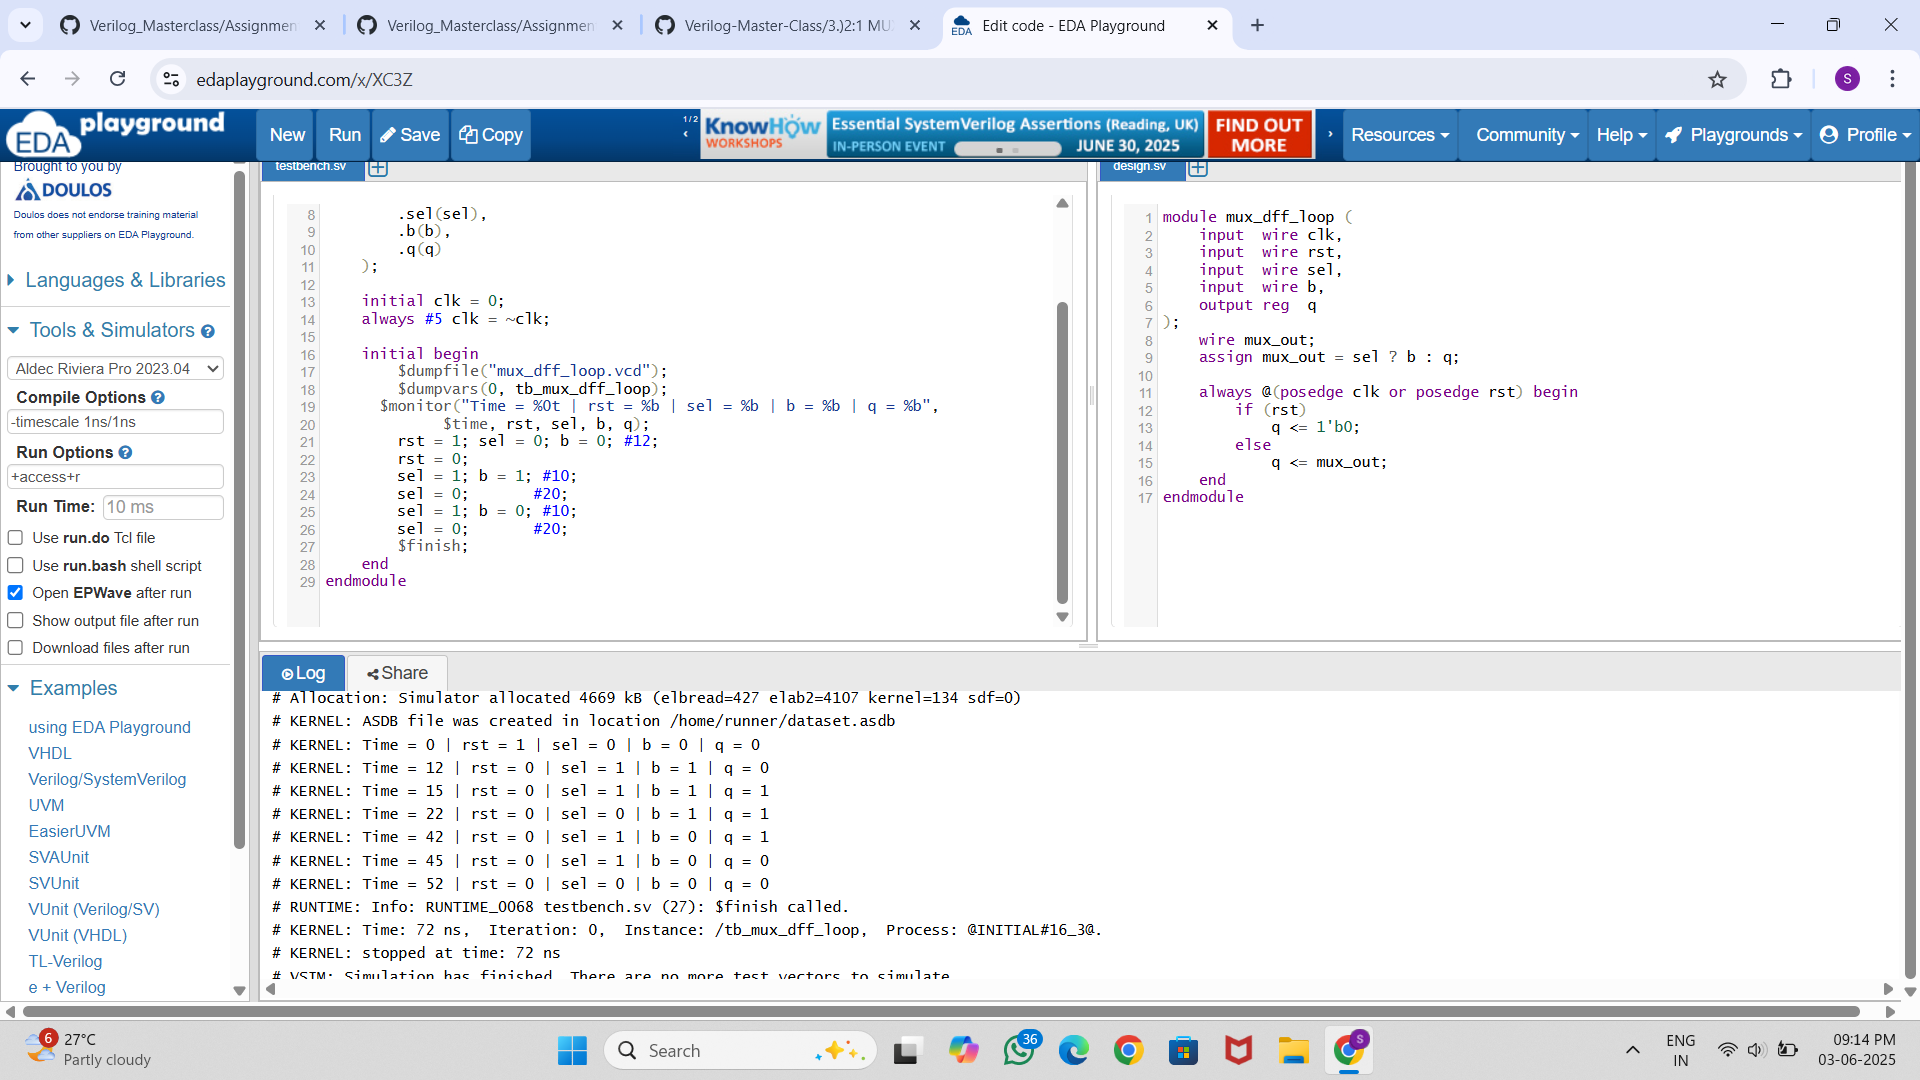 Verilog_Masterclass/Assignmen
Verilog_Masterclass/Assignmen
Verilog-Master-Class/3.)2:1 MU
EDA
Edit code - EDA Playground
edaplayground.com/x/XC3Z
S
EDA playground
New
Run
Save
Copy
1/2
KnowHow
WORKSHOPS
Essential SystemVerilog Assertions (Reading, UK)
IN-PERSON EVENT
JUNE 30, 2025
FIND OUT
MORE
Resources
Community
Help
Playgrounds
Profile
Brought to you by
DOULOS
Doulos does not endorse training material
from other suppliers on EDA Playground.
Languages & Libraries
Tools & Simulators
Aldec Riviera Pro 2023.04
Compile Options
-timescale 1ns/1ns
Run Options
+access+r
Run Time:
10 ms
Use run.do Tcl file
Use run.bash shell script
Open EPWave after run
Show output file after run
Download files after run
Examples
using EDA Playground
VHDL
Verilog/SystemVerilog
UVM
EasierUVM
SVAUnit
SVUnit
VUnit (Verilog/SV)
VUnit (VHDL)
TL-Verilog
e + Verilog
testbench.sv
8 .sel(sel),
9 .b(b),
10 .q(q)
11 );
12
13 initial clk = 0;
14 always #5 clk = ~clk;
15
16 initial begin
17 $dumpfile("mux_dff_loop.vcd");
18 $dumpvars(0, tb_mux_dff_loop);
19 $monitor("Time = %0t | rst = %b | sel = %b | b = %b | q = %b",
20 $time, rst, sel, b, q);
21 rst = 1; sel = 0; b = 0; #12;
22 rst = 0;
23 sel = 1; b = 1; #10;
24 sel = 0; #20;
25 sel = 1; b = 0; #10;
26 sel = 0; #20;
27 $finish;
28 end
29 endmodule
design.sv
1 module mux_dff_loop (
2 input wire clk,
3 input wire rst,
4 input wire sel,
5 input wire b,
6 output reg q
7 );
8 wire mux_out;
9 assign mux_out = sel ? b : q;
10
11 always @(posedge clk or posedge rst) begin
12 if (rst)
13 q <= 1'b0;
14 else
15 q <= mux_out;
16 end
17 endmodule
Log
Share
# Allocation: Simulator allocated 4669 kB (elbread=427 elab2=4107 kernel=134 sdf=0)
# KERNEL: ASDB file was created in location /home/runner/dataset.asdb
# KERNEL: Time = 0 | rst = 1 | sel = 0 | b = 0 | q = 0
# KERNEL: Time = 12 | rst = 0 | sel = 1 | b = 1 | q = 0
# KERNEL: Time = 15 | rst = 0 | sel = 1 | b = 1 | q = 1
# KERNEL: Time = 22 | rst = 0 | sel = 0 | b = 1 | q = 1
# KERNEL: Time = 42 | rst = 0 | sel = 1 | b = 0 | q = 1
# KERNEL: Time = 45 | rst = 0 | sel = 1 | b = 0 | q = 0
# KERNEL: Time = 52 | rst = 0 | sel = 0 | b = 0 | q = 0
# RUNTIME: Info: RUNTIME_0068 testbench.sv (27): $finish called.
# KERNEL: Time: 72 ns, Iteration: 0, Instance: /tb_mux_dff_loop, Process: @INITIAL#16_3@.
# KERNEL: stopped at time: 72 ns
# VSIM: Simulation has finished. There are no more test vectors to simulate.
6
27°C
Partly cloudy
Search
36
S
ENG
IN
09:14 PM
03-06-2025